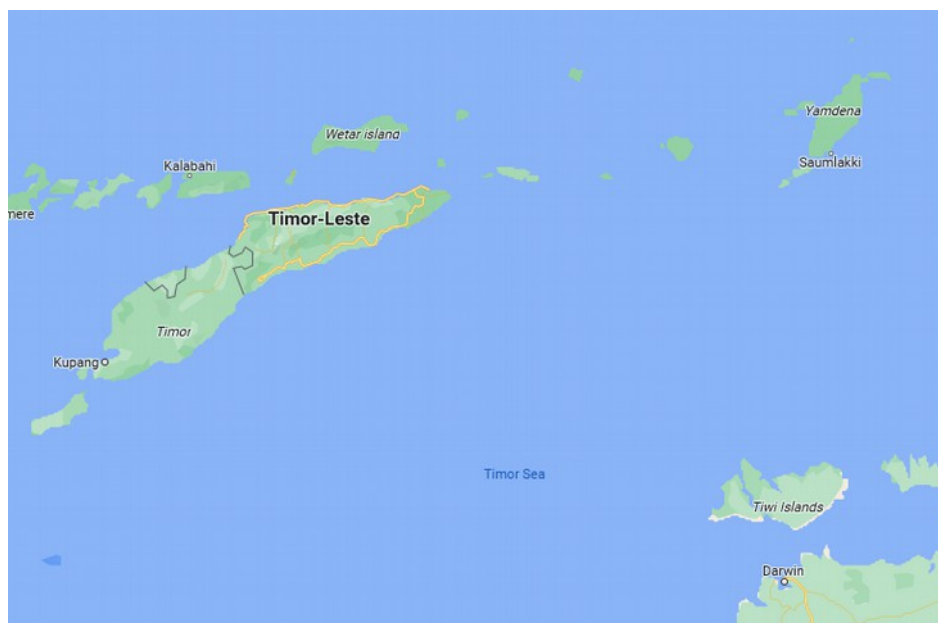 Yamdena
Wetar island
Saumlakki
Kalabahi
mere
Timor-Leste
Timor
Kupang
Timor Sea
Tiwi Islands
Darwin